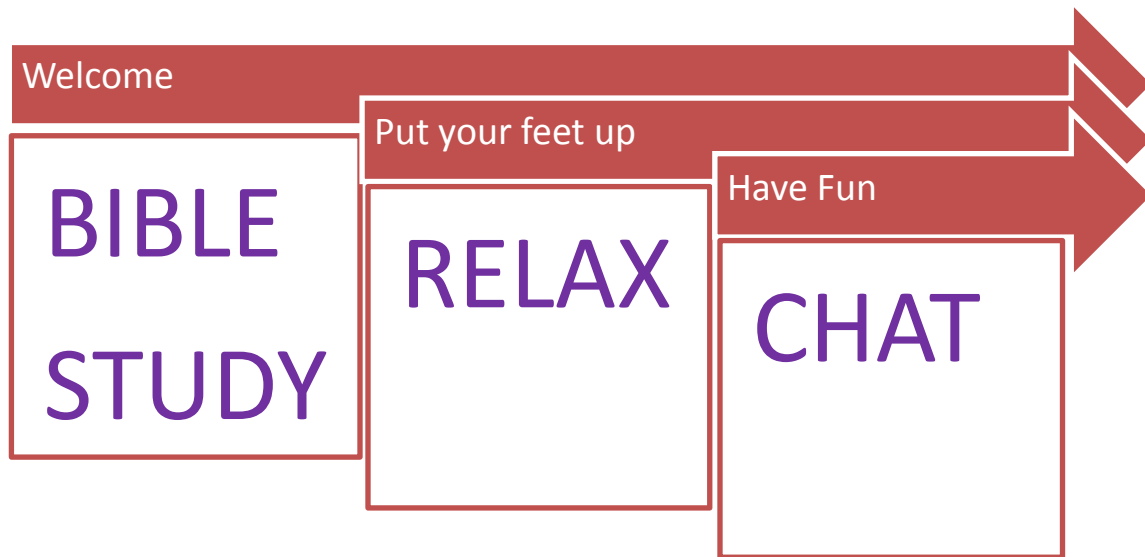 Welcome
BIBLE
STUDY
Put your feet up
RELAX
Have Fun
CHAT